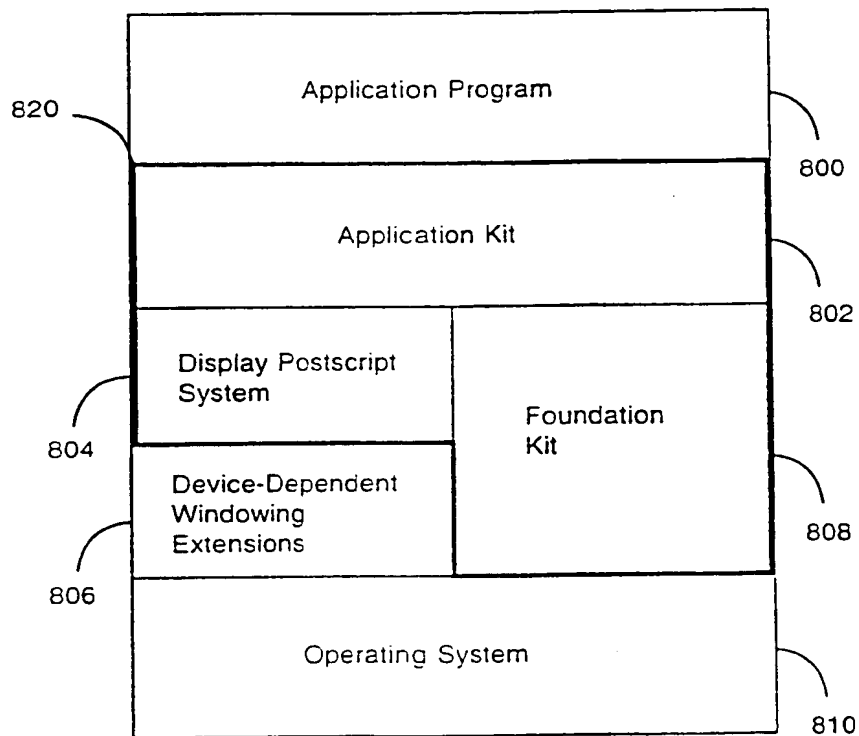 Application Program
820
800
Application Kit
802
Display Postscript
System
Foundation
Kit
804
Device-Dependent
Windowing
Extensions
808
806
Operating System
810